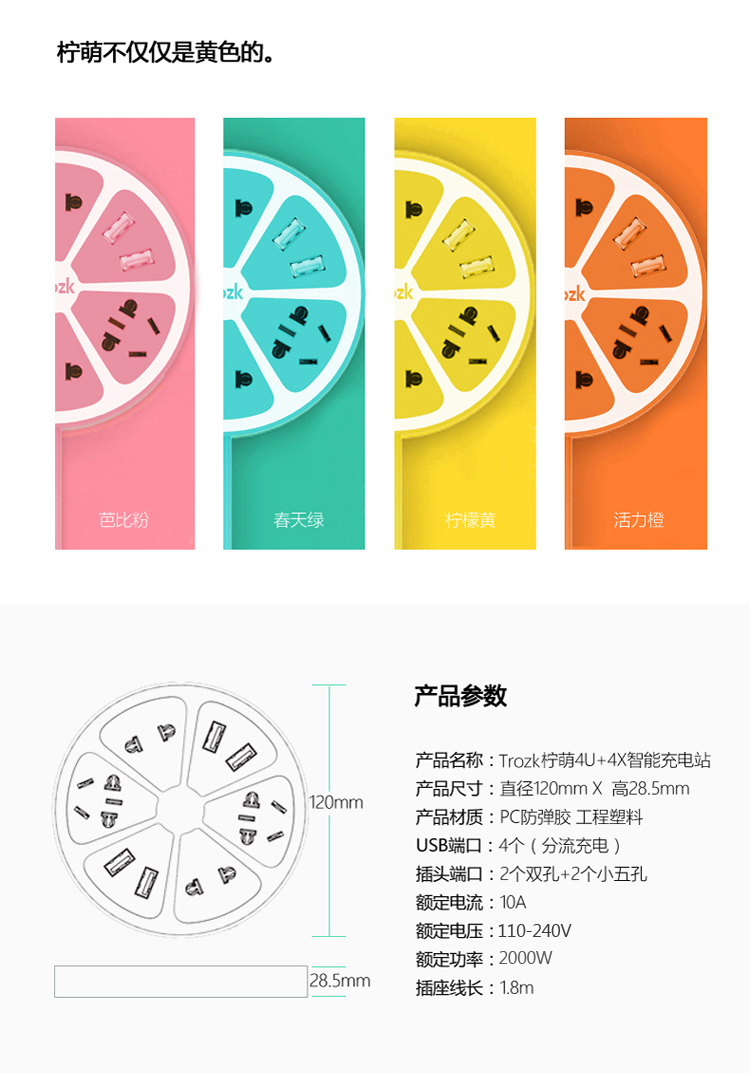 柠萌不仅仅是黄色的。
ozk
rozk
ozk
ozk
芭比粉
春天绿
柠檬黄
活力橙
产品参数
产品名称：Trozk柠萌4U+4X智能充电站
产品尺寸：直径120mm X 高28.5mm
产品材质：PC防弹胶 工程塑料
USB端口：4个（分流充电）
插头端口：2个双孔+2个小五孔
额定电流：10A
额定电压：110-240V
额定功率：2000W
插座线长：1.8m
120mm
28.5mm